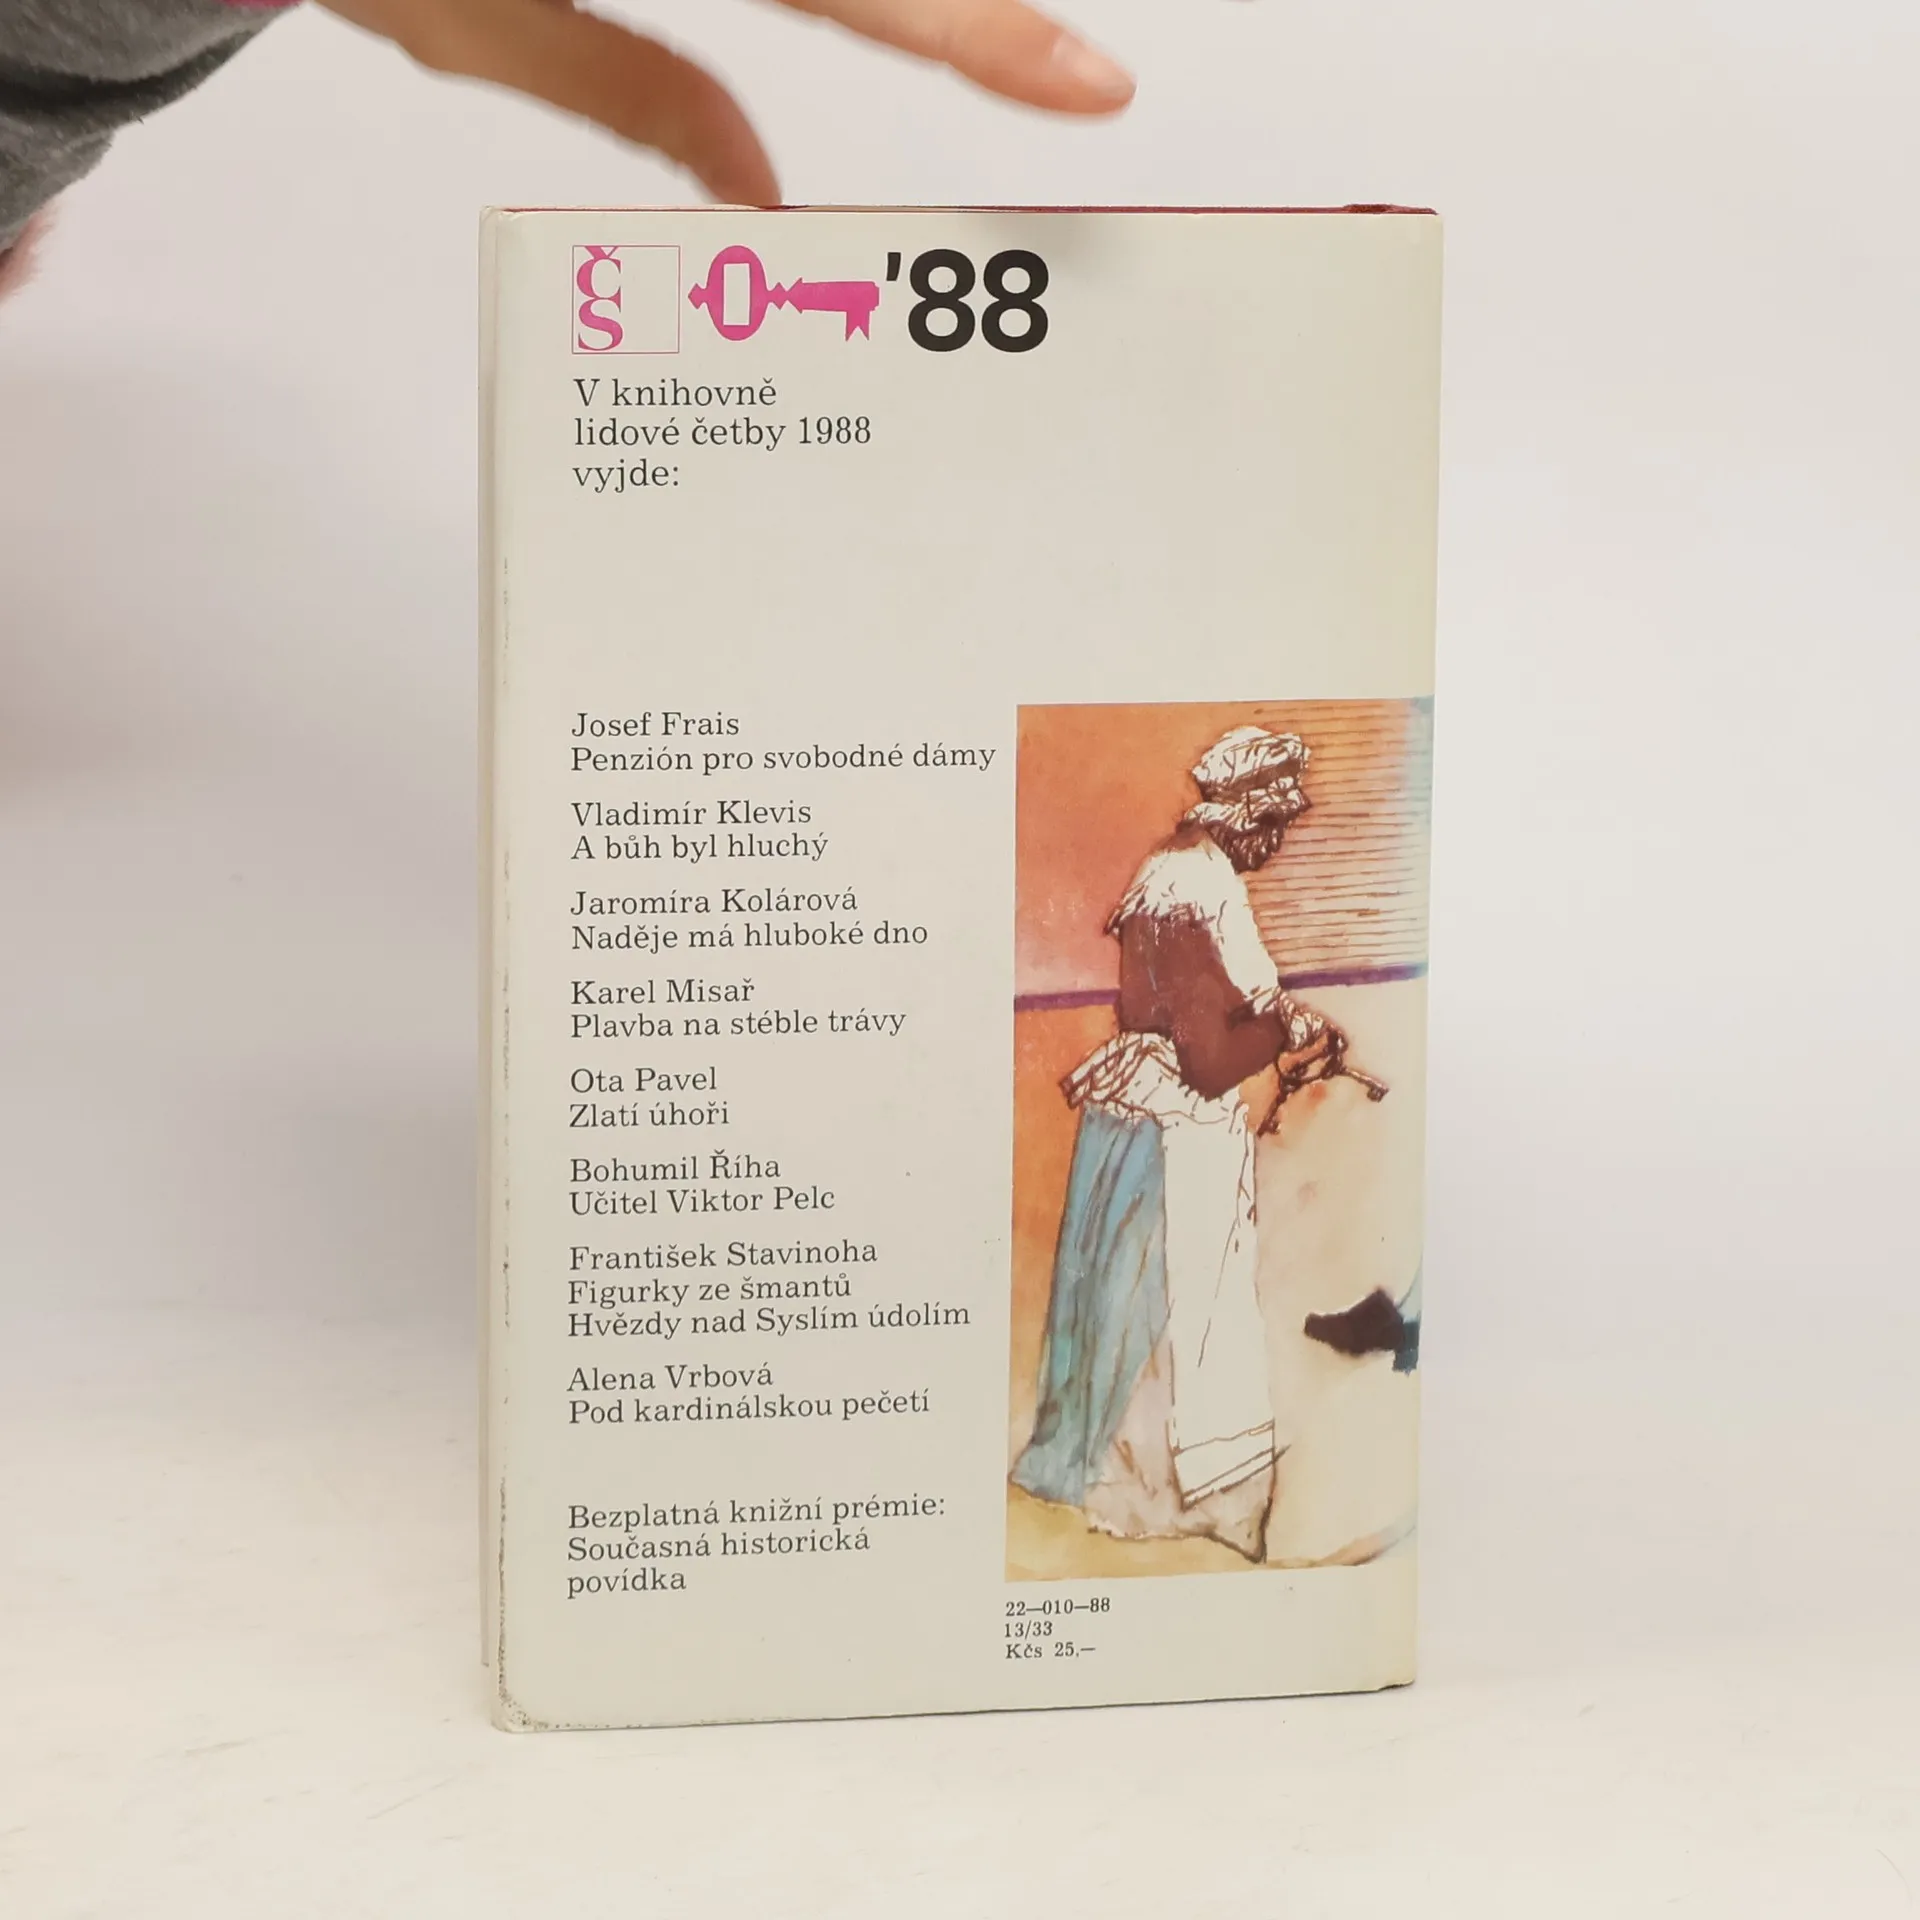 ČS '88
V knihovně
lidové četby 1988
vyjde:
Josef Frais
Penzión pro svobodné dámy
Vladimír Klevis
A bůh byl hluchý
Jaromíra Kolárová
Naděje má hluboké dno
Karel Misař
Plavba na stéble trávy
Ota Pavel
Zlatí úhoři
Bohumil Říha
Učitel Viktor Pelc
František Stavinoha
Figurky ze šmantů
Hvězdy nad Syslím údolím
Alena Vrbová
Pod kardinálskou pečetí
Bezplatná knižní prémie:
Současná historická
povídka
22—010—88
13/33
Kčs 25,—